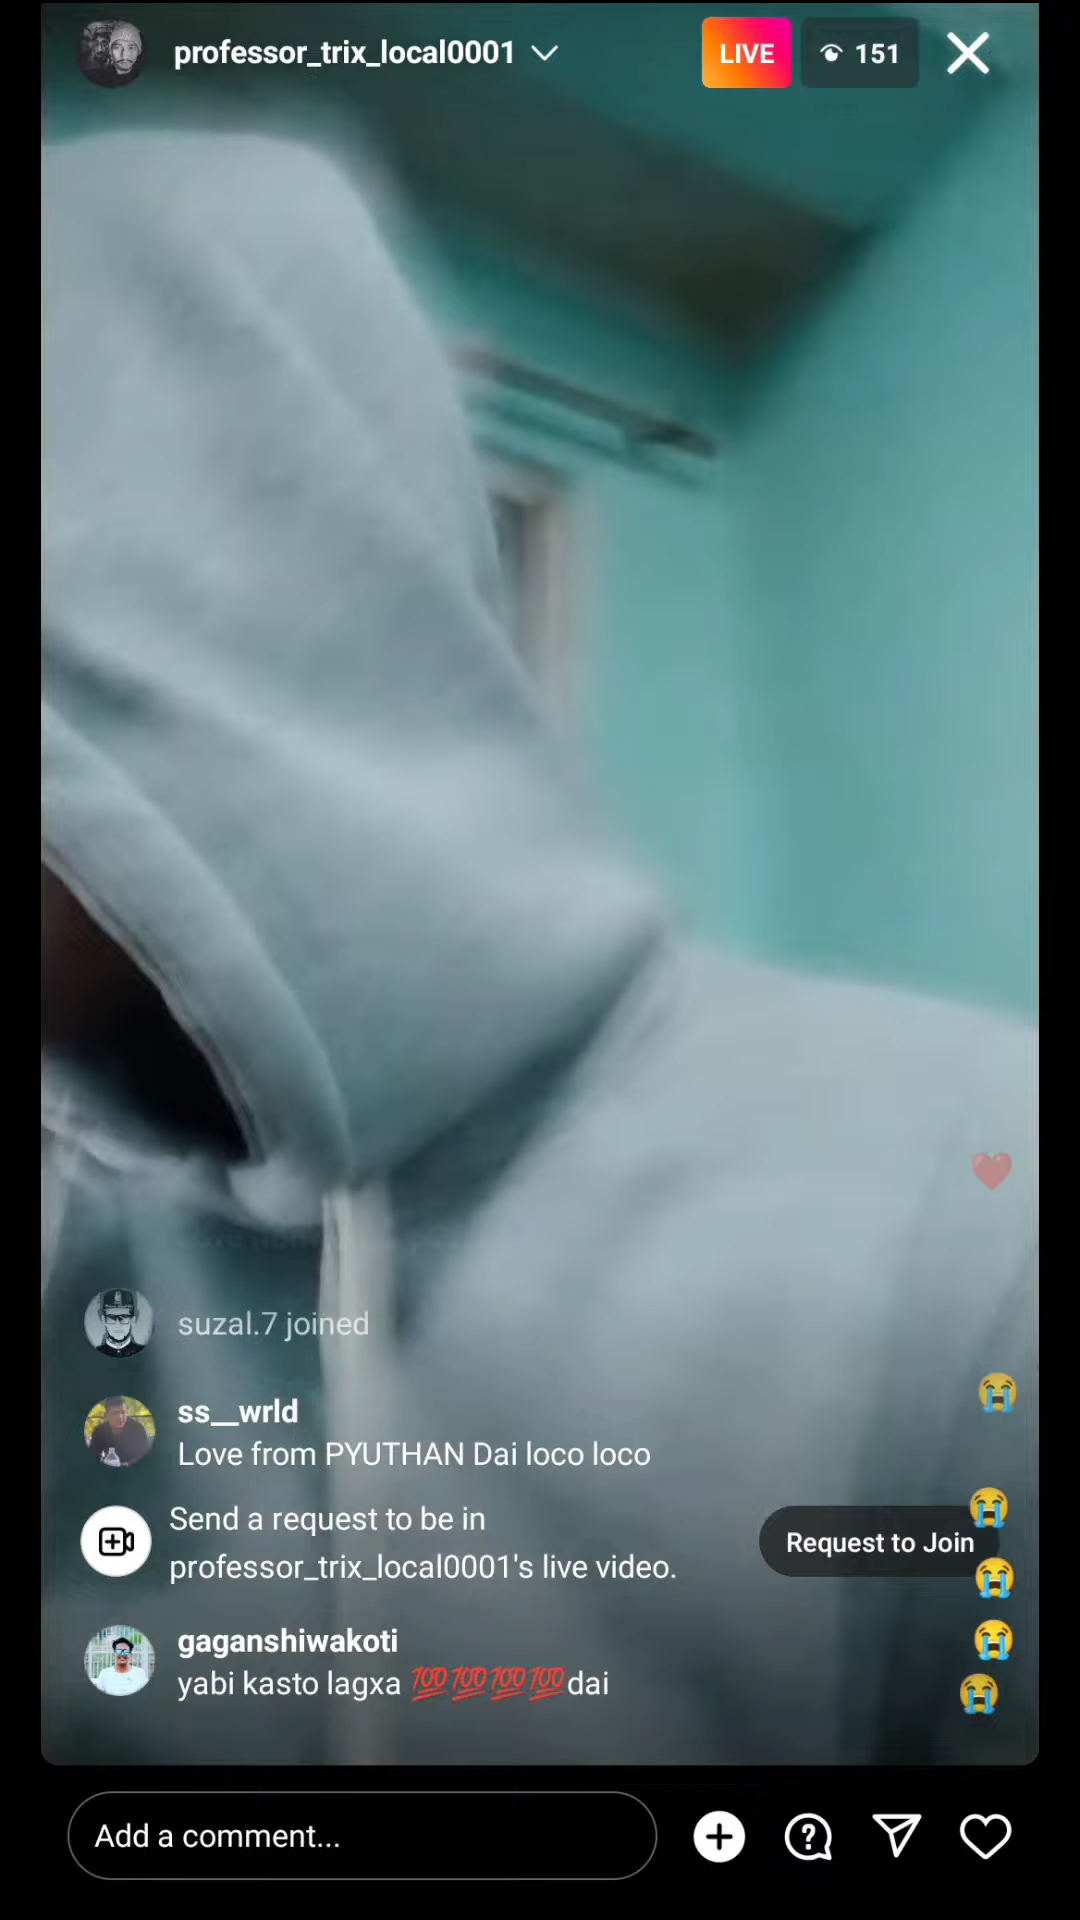 professor_trix_local0001
LIVE
151
suzal.7 joined
ss__wrld
Love from PYUTHAN Dai loco loco
Send a request to be in
professor_trix_local0001's live video.
Request to Join
gaganshiwakoti
yabi kasto lagxa 💯💯💯💯dai
Add a comment...